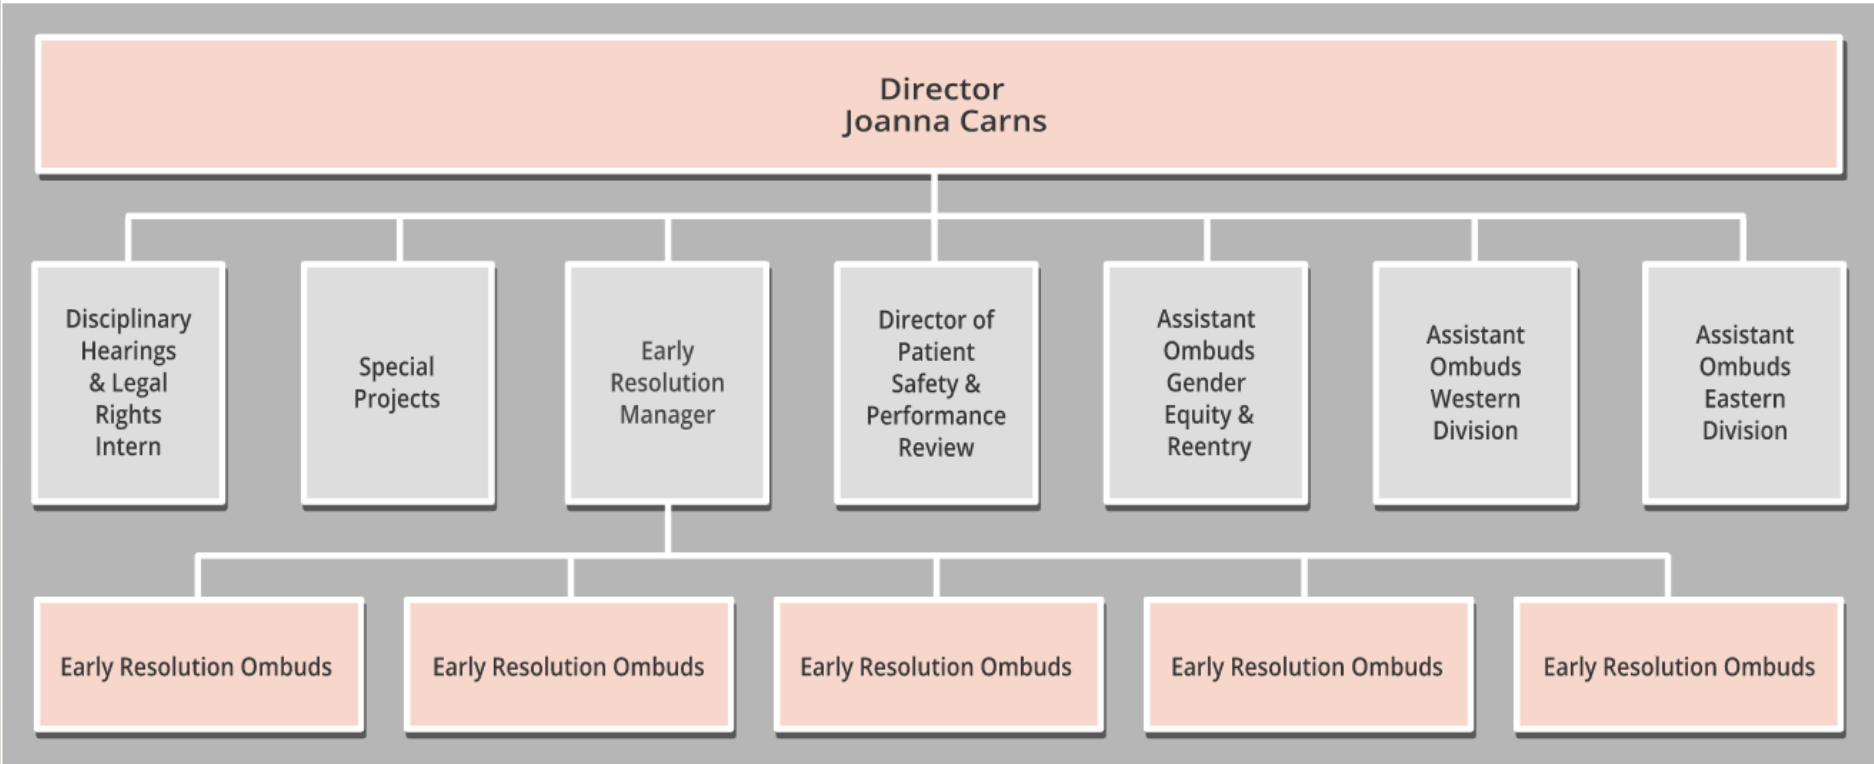 Director
Joanna Carns
Disciplinary
Hearings
& Legal
Rights
Intern
Special
Projects
Early
Resolution
Manager
Director of
Patient
Safety &
Performance
Review
Assistant
Ombuds
Gender
Equity &
Reentry
Assistant
Ombuds
Western
Division
Assistant
Ombuds
Eastern
Division
Early Resolution Ombuds
Early Resolution Ombuds
Early Resolution Ombuds
Early Resolution Ombuds
Early Resolution Ombuds